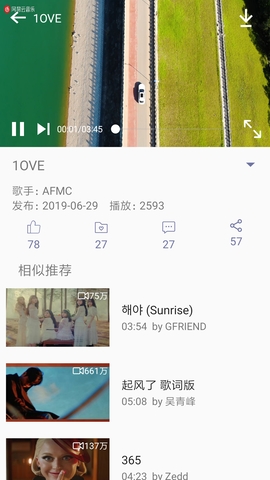 网易云音乐
1OVE
00:01/03:45
1OVE
歌手: AFMC
发布: 2019-06-29 播放: 2593
78 27 27 57
相似推荐
75万
해야 (Sunrise)
03:54 by GFRIEND
661万
起风了 歌词版
05:08 by 吴青峰
137万
365
04:23 by Zedd